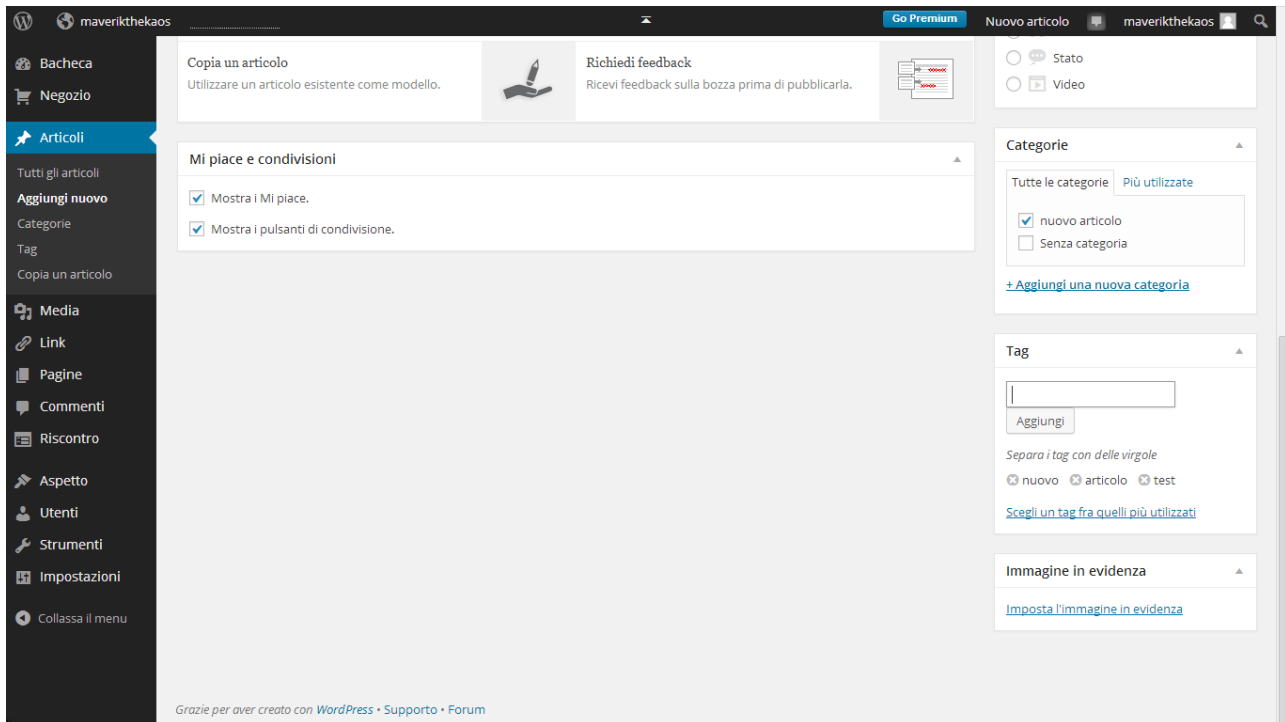 maverikthekaos
Go Premium
Nuovo articolo
maverikthekaos
Bacheca
Negozio
Articoli
Tutti gli articoli
Aggiungi nuovo
Categorie
Tag
Copia un articolo
Media
Link
Pagine
Commenti
Riscontro
Aspetto
Utenti
Strumenti
Impostazioni
Collassa il menu
Copia un articolo
Utilizzare un articolo esistente come modello.
Richiedi feedback
Ricevi feedback sulla bozza prima di pubblicarla.
Mi piace e condivisioni
Mostra i Mi piace.
Mostra i pulsanti di condivisione.
Stato
Video
Categorie
Tutte le categorie Più utilizzate
nuovo articolo
Senza categoria
+ Aggiungi una nuova categoria
Tag
Aggiungi
Separa i tag con delle virgole
nuovo articolo test
Scegli un tag fra quelli più utilizzati
Immagine in evidenza
Imposta l'immagine in evidenza
Grazie per aver creato con WordPress • Supporto • Forum